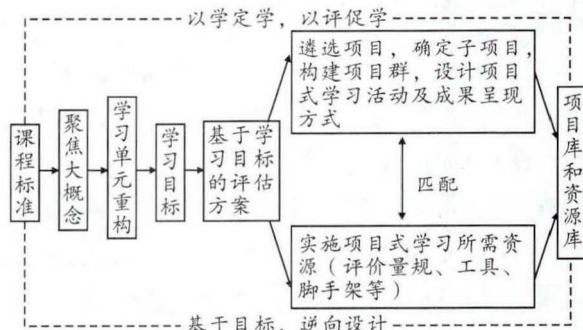 以学定学，以评促学
课程标准
聚焦大概念
学习单元重构
学习目标
基于学
习目标
的评估
方案
遴选项目，确定子项目，
构建项目群，设计项目
式学习活动及成果呈现
方式
匹配
实施项目式学习所需资
源（评价量规、工具、
脚手架等）
项目库和资源库
基于目标，逆向设计